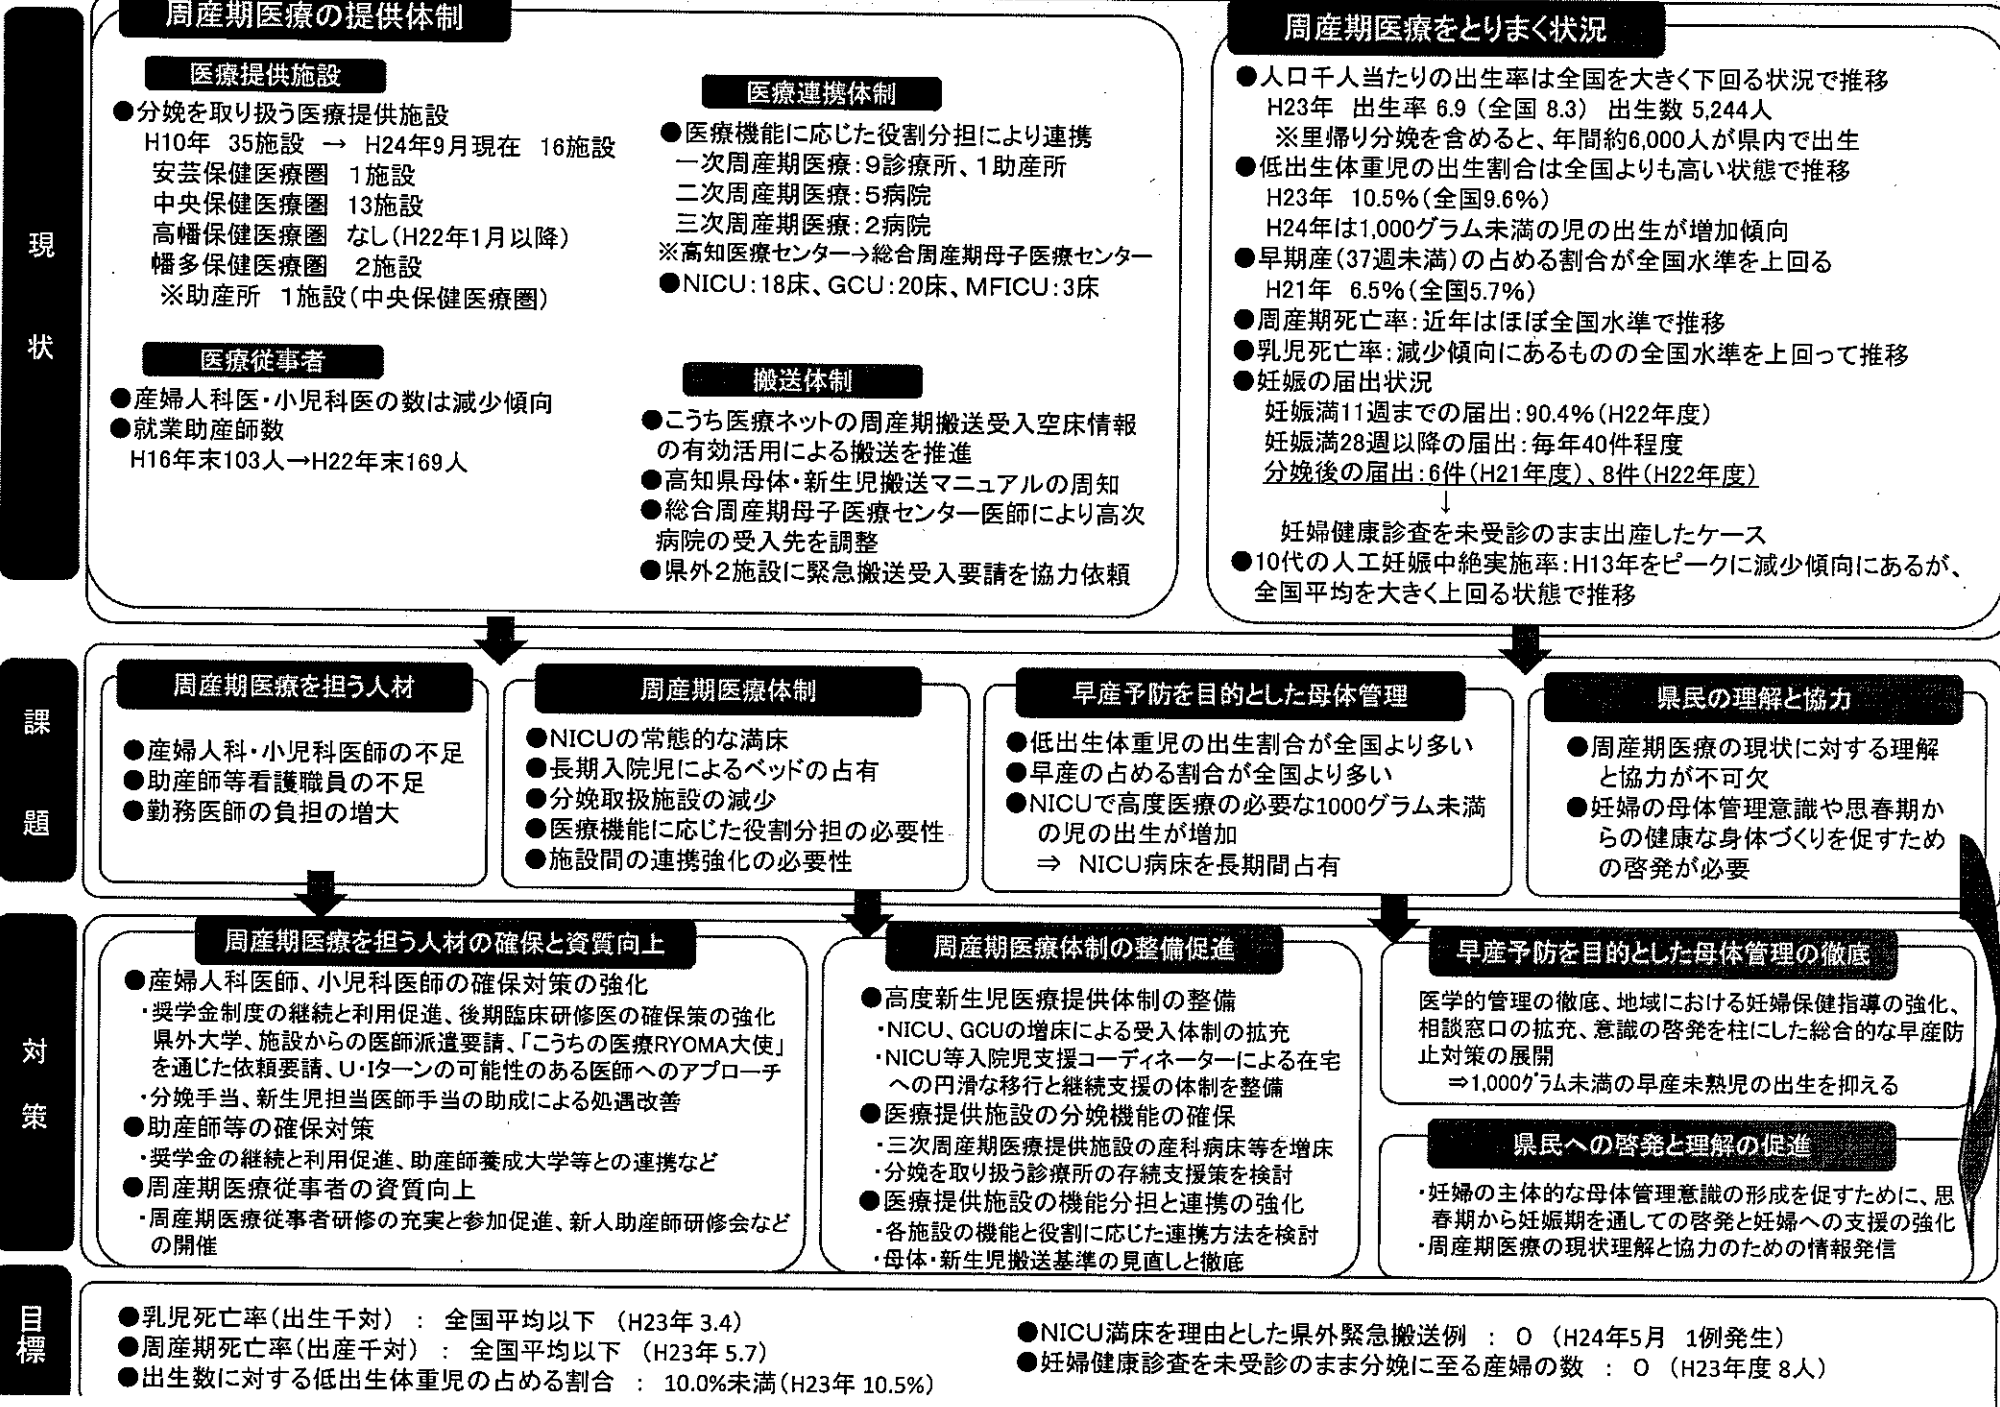 現状
周産期医療の提供体制
医療提供施設
●分娩を取り扱う医療提供施設
H10年 35施設 → H24年9月現在 16施設
安芸保健医療圏 1施設
中央保健医療圏 13施設
高幡保健医療圏 なし(H22年1月以降)
幡多保健医療圏 2施設
※助産所 1施設(中央保健医療圏)
医療従事者
●産婦人科医・小児科医の数は減少傾向
●就業助産師数
H16年末103人→H22年末169人
医療連携体制
●医療機能に応じた役割分担により連携
一次周産期医療:9診療所、1助産所
二次周産期医療:5病院
三次周産期医療:2病院
※高知医療センター→総合周産期母子医療センター
●NICU:18床、GCU:20床、MFICU:3床
搬送体制
●こうち医療ネットの周産期搬送受入空床情報
の有効活用による搬送を推進
●高知県母体・新生児搬送マニュアルの周知
●総合周産期母子医療センター医師により高次
病院の受入先を調整
●県外2施設に緊急搬送受入要請を協力依頼
周産期医療をとりまく状況
●人口千人当たりの出生率は全国を大きく下回る状況で推移
H23年 出生率 6.9 (全国 8.3) 出生数 5,244人
※里帰り分娩を含めると、年間約6,000人が県内で出生
●低出生体重児の出生割合は全国よりも高い状態で推移
H23年 10.5%(全国9.6%)
H24年は1,000グラム未満の児の出生が増加傾向
●早期産(37週未満)の占める割合が全国水準を上回る
H21年 6.5%(全国5.7%)
●周産期死亡率:近年はほぼ全国水準で推移
●乳児死亡率:減少傾向にあるものの全国水準を上回って推移
●妊娠の届出状況
妊娠満11週までの届出:90.4%(H22年度)
妊娠満28週以降の届出:毎年40件程度
分娩後の届出:6件(H21年度)、8件(H22年度)
↓
妊婦健康診査を未受診のまま出産したケース
●10代の人工妊娠中絶実施率:H13年をピークに減少傾向にあるが、
全国平均を大きく上回る状態で推移
課題
周産期医療を担う人材
●産婦人科・小児科医師の不足
●助産師等看護職員の不足
●勤務医師の負担の増大
周産期医療体制
●NICUの常態的な満床
●長期入院児によるベッドの占有
●分娩取扱施設の減少
●医療機能に応じた役割分担の必要性
●施設間の連携強化の必要性
早産予防を目的とした母体管理
●低出生体重児の出生割合が全国より多い
●早産の占める割合が全国より多い
●NICUで高度医療の必要な1000グラム未満
の児の出生が増加
⇒ NICU病床を長期間占有
県民の理解と協力
●周産期医療の現状に対する理解
と協力が不可欠
●妊婦の母体管理意識や思春期か
らの健康な身体づくりを促すため
の啓発が必要
対策
周産期医療を担う人材の確保と資質向上
●産婦人科医師、小児科医師の確保対策の強化
・奨学金制度の継続と利用促進、後期臨床研修医の確保策の強化
県外大学、施設からの医師派遣要請、「こうちの医療RYOMA大使」
を通じた依頼要請、U・Iターンの可能性のある医師へのアプローチ
・分娩手当、新生児担当医師手当の助成による処遇改善
●助産師等の確保対策
・奨学金の継続と利用促進、助産師養成大学等との連携など
●周産期医療従事者の資質向上
・周産期医療従事者研修の充実と参加促進、新人助産師研修会など
の開催
周産期医療体制の整備促進
●高度新生児医療提供体制の整備
・NICU、GCUの増床による受入体制の拡充
・NICU等入院児支援コーディネーターによる在宅
への円滑な移行と継続支援の体制を整備
●医療提供施設の分娩機能の確保
・三次周産期医療提供施設の産科病床等を増床
・分娩を取り扱う診療所の存続支援策を検討
●医療提供施設の機能分担と連携の強化
・各施設の機能と役割に応じた連携方法を検討
・母体・新生児搬送基準の見直しと徹底
早産予防を目的とした母体管理の徹底
医学的管理の徹底、地域における妊婦保健指導の強化、
相談窓口の拡充、意識の啓発を柱にした総合的な早産防
止対策の展開
⇒1,000グラム未満の早産未熟児の出生を抑える
県民への啓発と理解の促進
・妊婦の主体的な母体管理意識の形成を促すために、思
春期から妊娠期を通しての啓発と妊婦への支援の強化
・周産期医療の現状理解と協力のための情報発信
目標
●乳児死亡率(出生千対) : 全国平均以下 (H23年 3.4)
●周産期死亡率(出産千対) : 全国平均以下 (H23年 5.7)
●出生数に対する低出生体重児の占める割合 : 10.0%未満(H23年 10.5%)
●NICU満床を理由とした県外緊急搬送例 : 0 (H24年5月 1例発生)
●妊婦健康診査を未受診のまま分娩に至る産婦の数 : 0 (H23年度 8人)